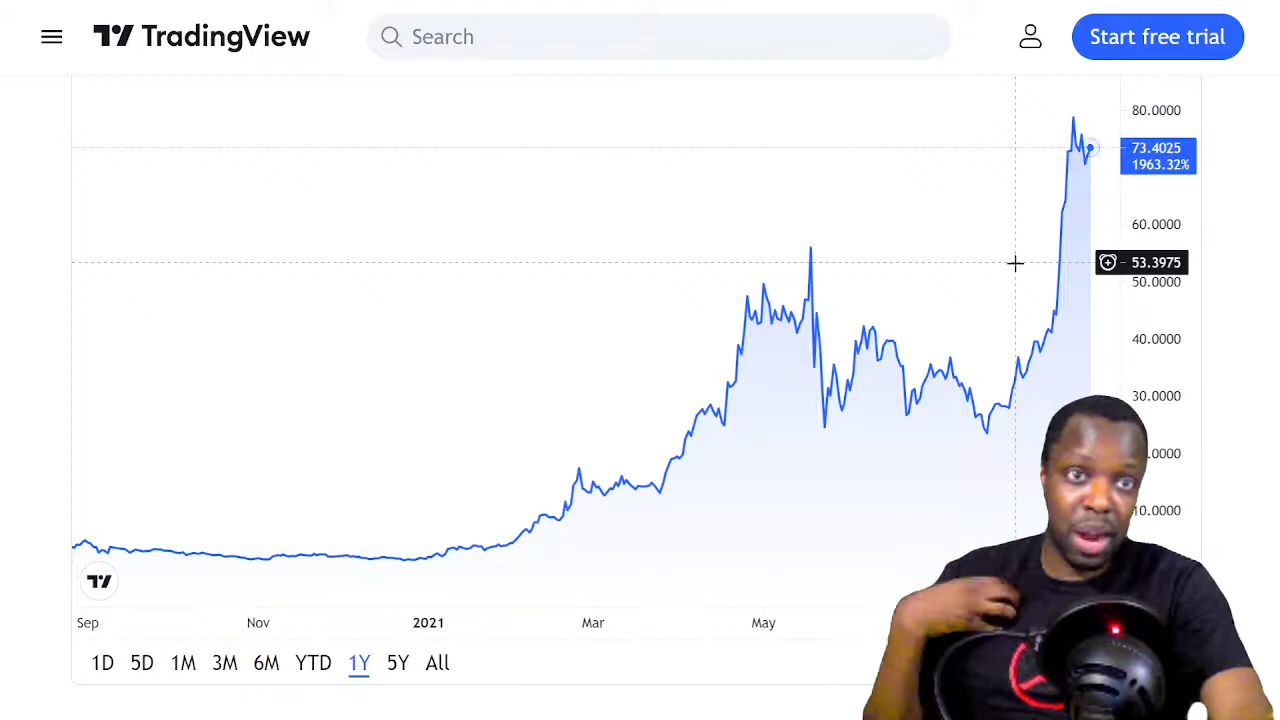 TradingView
Search
Start free trial
80.0000
73.4025
1963.32%
60.0000
53.3975
50.0000
40.0000
30.0000
.0000
10.0000
Sep
Nov
2021
Mar
May
1D
5D
1M
3M
6M
YTD
1Y
5Y
All